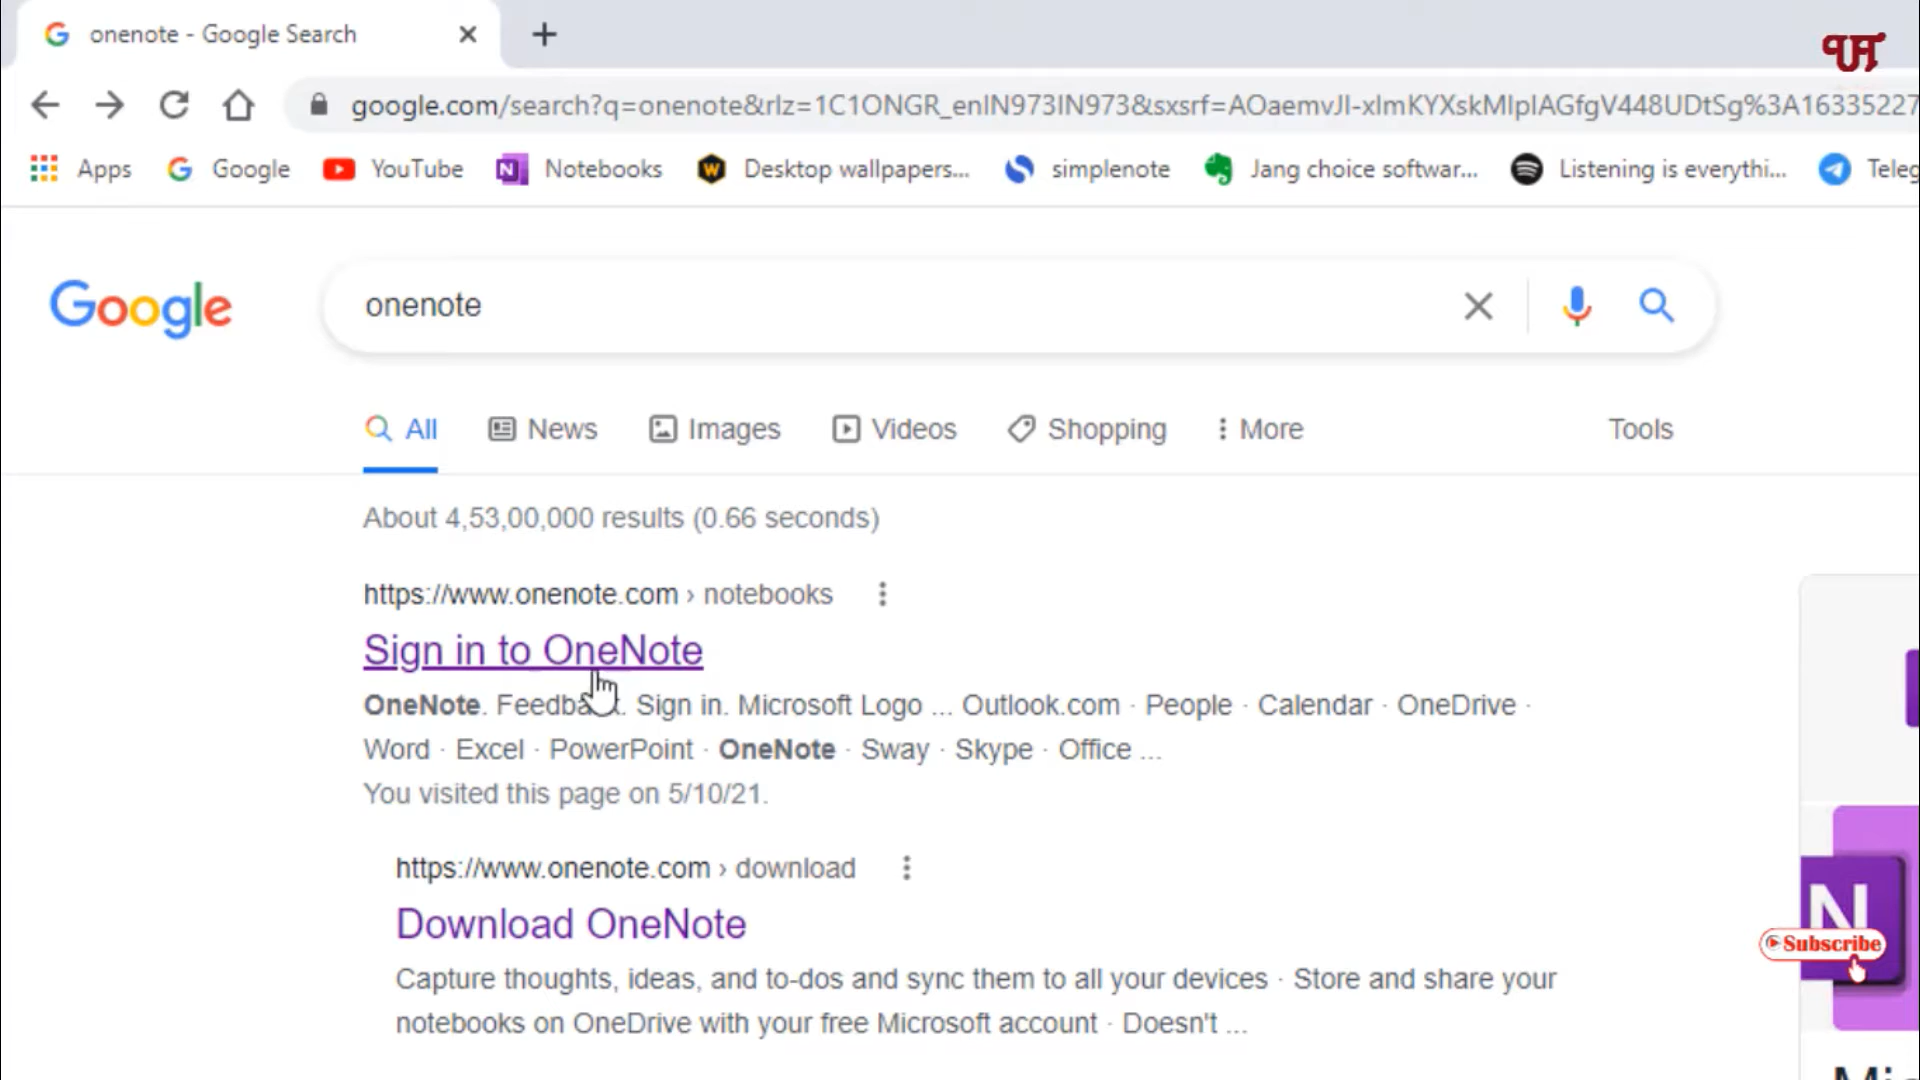 onenote - Google Search
google.com/search?q=onenote&rlz=1C1ONGR_enIN973IN973&sxsrf=AOaemvJI-xlmKYXskMIpIAGfgV448UDtSg%3A16335227
Apps Google YouTube Notebooks Desktop wallpapers... simplenote Jang choice softwar... Listening is everythi... Teleg
Google
onenote
All News Images Videos Shopping More Tools
About 4,53,00,000 results (0.66 seconds)
https://www.onenote.com › notebooks
Sign in to OneNote
OneNote. Feedba . Sign in. Microsoft Logo ... Outlook.com · People · Calendar · OneDrive ·
Word · Excel · PowerPoint · OneNote · Sway · Skype · Office ...
You visited this page on 5/10/21.
https://www.onenote.com › download
Download OneNote
Capture thoughts, ideas, and to-dos and sync them to all your devices · Store and share your
notebooks on OneDrive with your free Microsoft account · Doesn't ...
N
Subscribe